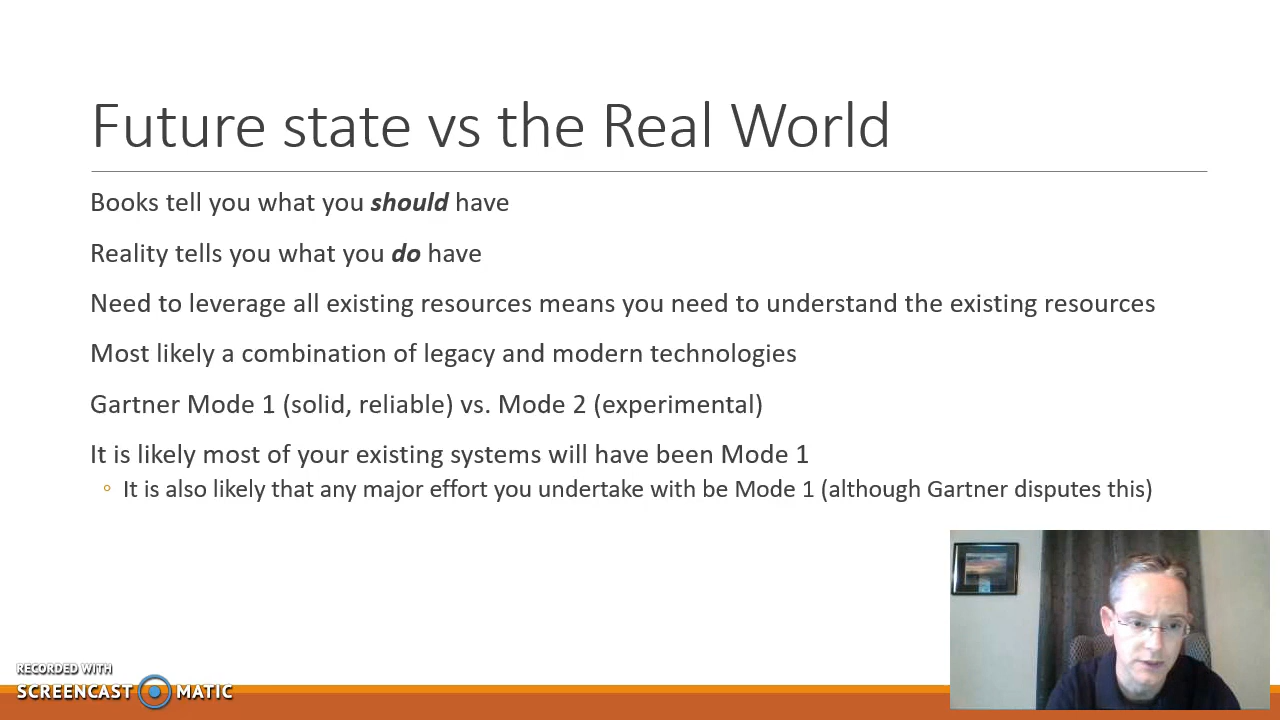 Future state vs the Real World
Books tell you what you should have
Reality tells you what you do have
Need to leverage all existing resources means you need to understand the existing resources
Most likely a combination of legacy and modern technologies
Gartner Mode 1 (solid, reliable) vs. Mode 2 (experimental)
It is likely most of your existing systems will have been Mode 1
It is also likely that any major effort you undertake with be Mode 1 (although Gartner disputes this)
RECORDED WITH
SCREENCAST MATIC